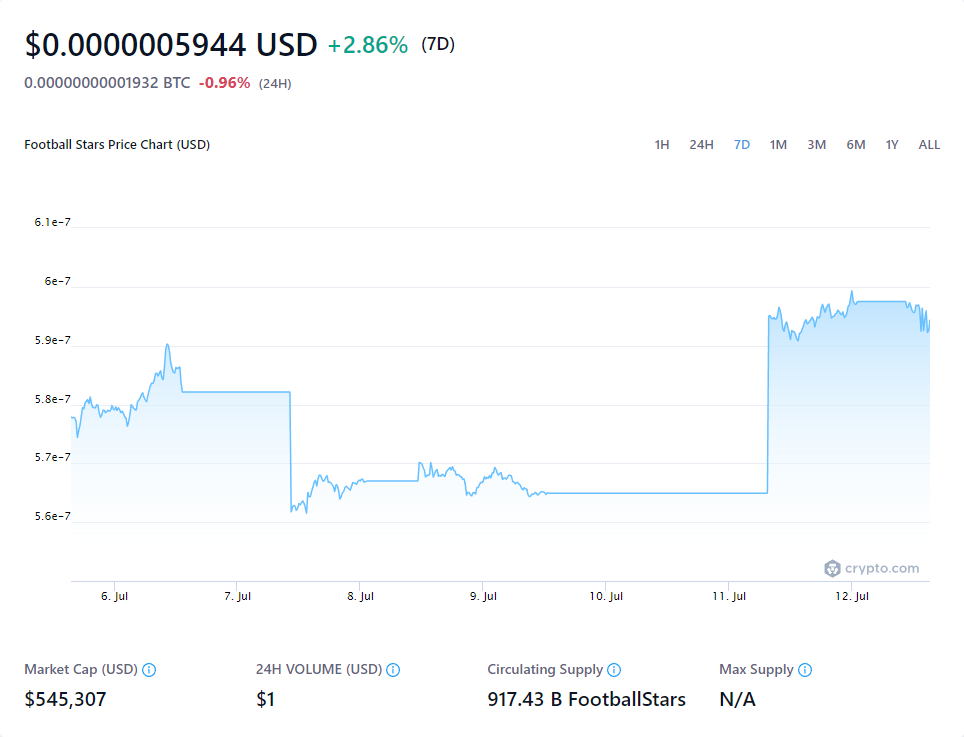 $0.0000005944 USD +2.86% (7D)
0.00000000001932 BTC -0.96% (24H)
Football Stars Price Chart (USD) 1H 24H 7D 1M 3M 6M 1Y ALL
6.1e-7
6e-7
5.9e-7
5.8e-7
5.7e-7
5.6e-7
crypto.com
6. Jul 7. Jul 8. Jul 9. Jul 10. Jul 11. Jul 12. Jul
Market Cap (USD) 24H VOLUME (USD) Circulating Supply Max Supply
$545,307 $1 917.43 B FootballStars N/A